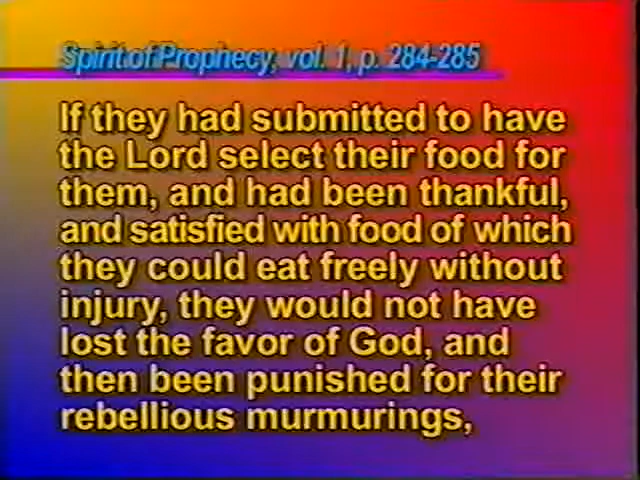 Spirit of Prophecy, vol. 1, p. 284-285
If they had submitted to have
the Lord select their food for
them, and had been thankful,
and satisfied with food of which
they could eat freely without
injury, they would not have
lost the favor of God, and
then been punished for their
rebellious murmurings,